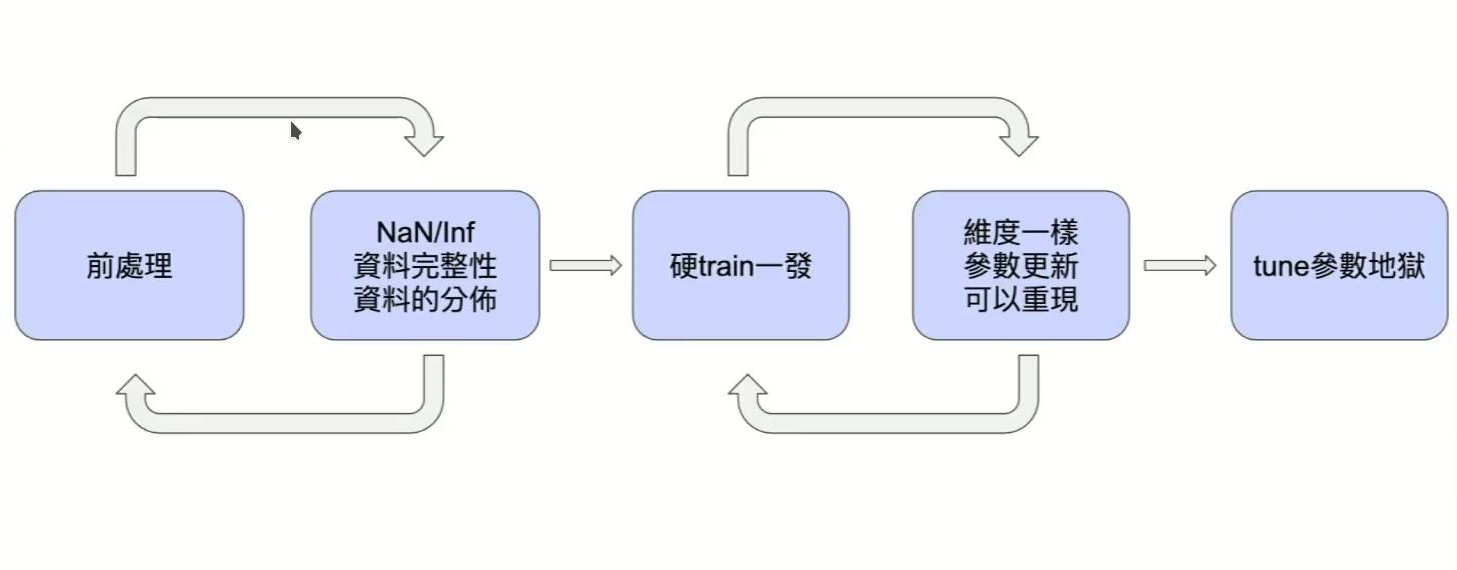 前處理
NaN/Inf
資料完整性
資料的分佈
硬train一發
維度一樣
參數更新
可以重現
tune參數地獄